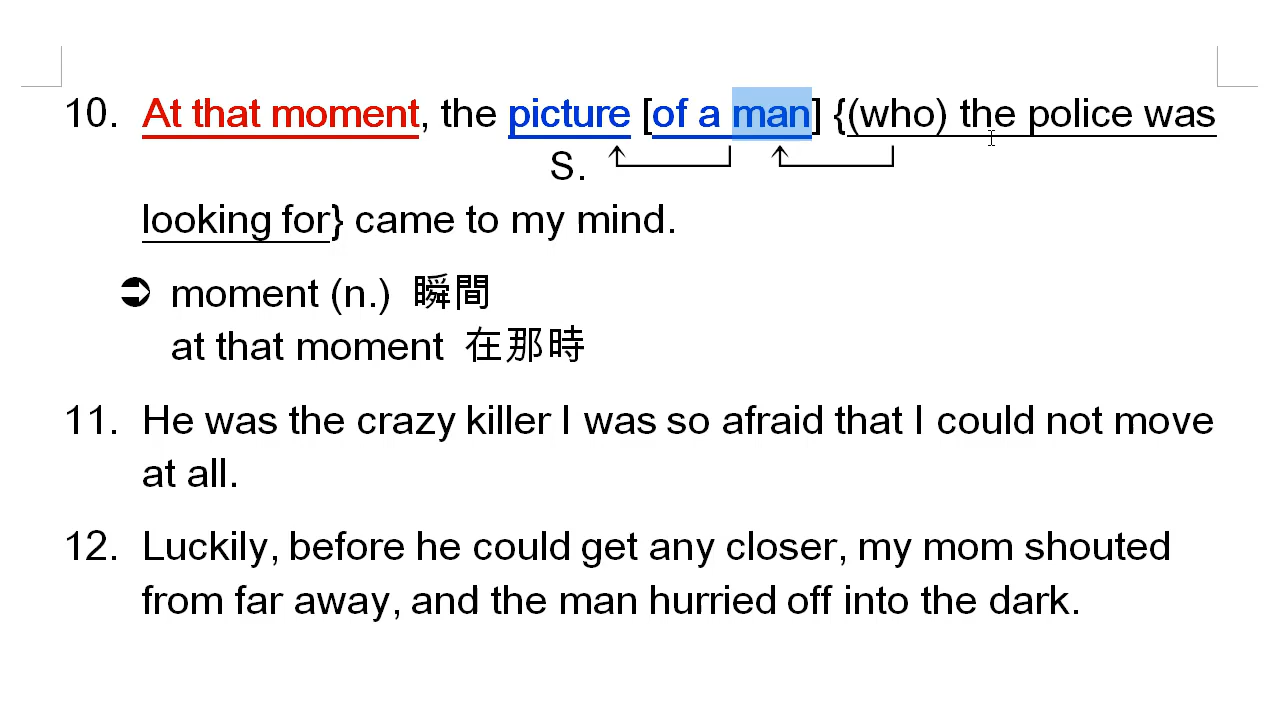 10. At that moment, the picture [of a man] {(who) the police was
S.
looking for} came to my mind.
➲ moment (n.) 瞬間
at that moment 在那時
11. He was the crazy killer I was so afraid that I could not move
at all.
12. Luckily, before he could get any closer, my mom shouted
from far away, and the man hurried off into the dark.